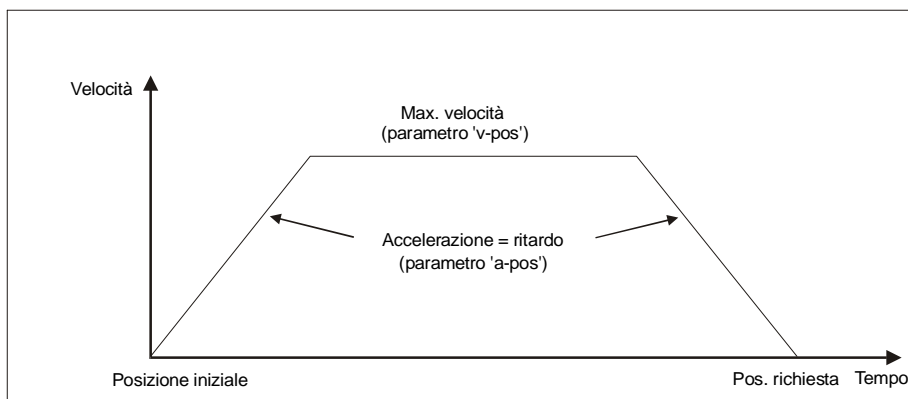 Velocità
Max. velocità
(parametro 'v-pos')
Accelerazione = ritardo
(parametro 'a-pos')
Posizione iniziale
Pos. richiesta
Tempo